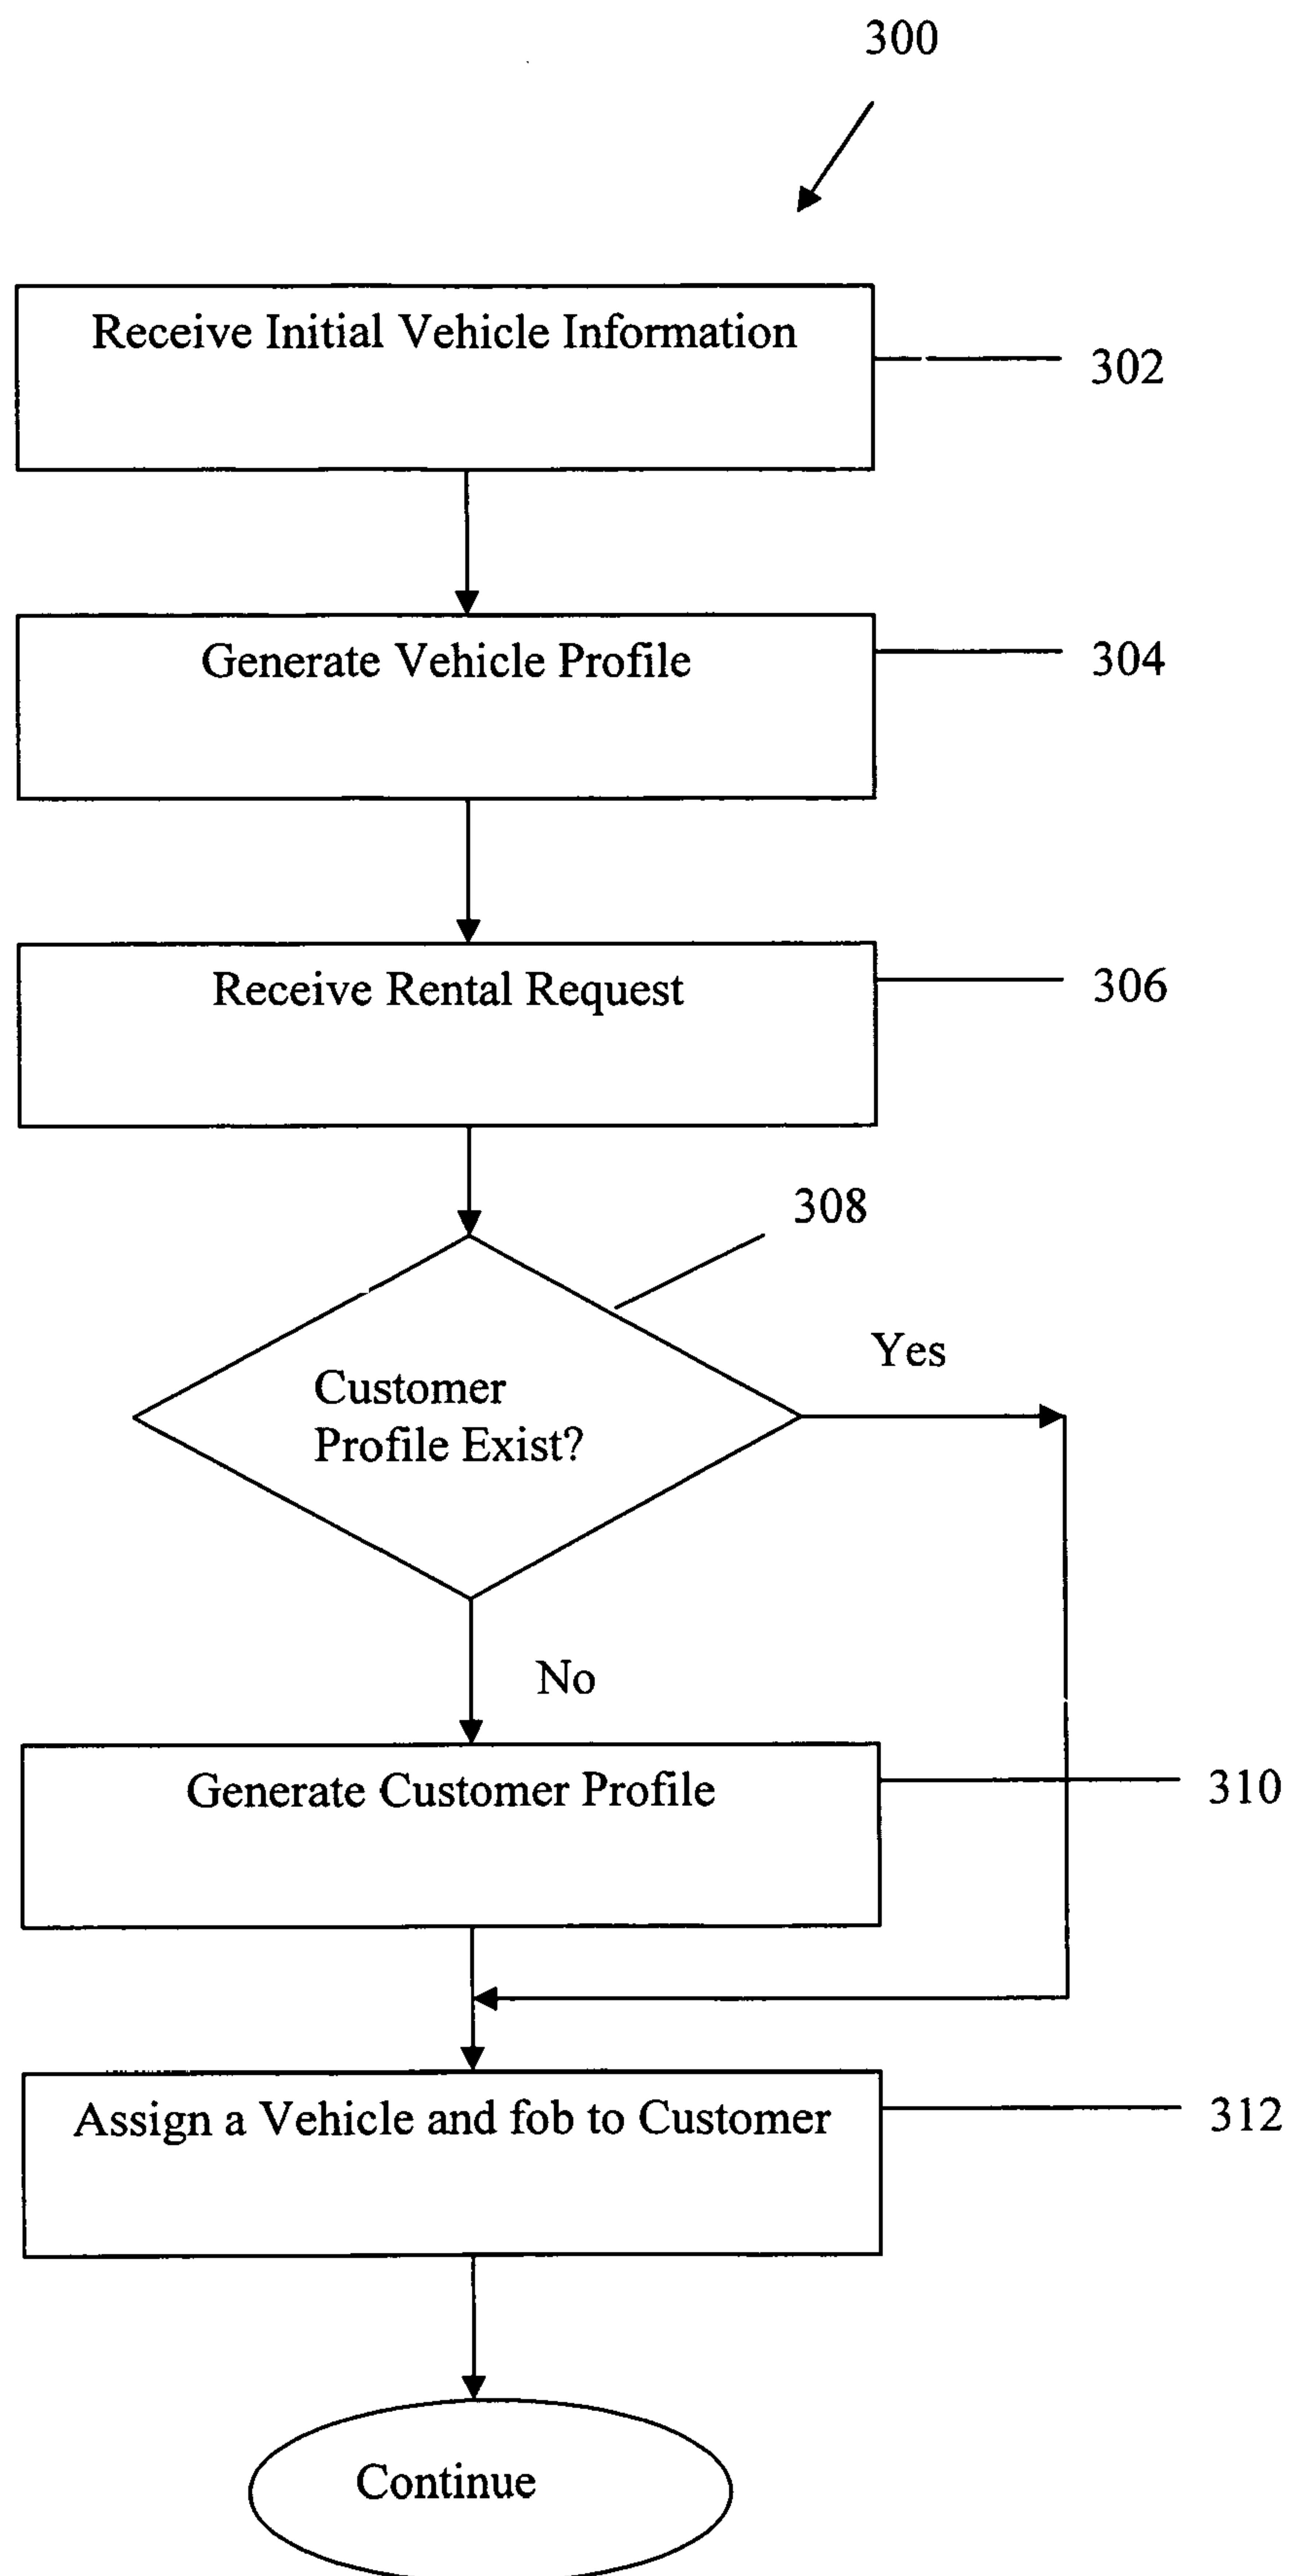 300
Receive Initial Vehicle Information
302
Generate Vehicle Profile
304
Receive Rental Request
306
308
Yes
Customer
Profile Exist?
No
Generate Customer Profile
310
Assign a Vehicle and fob to Customer
312
Continue